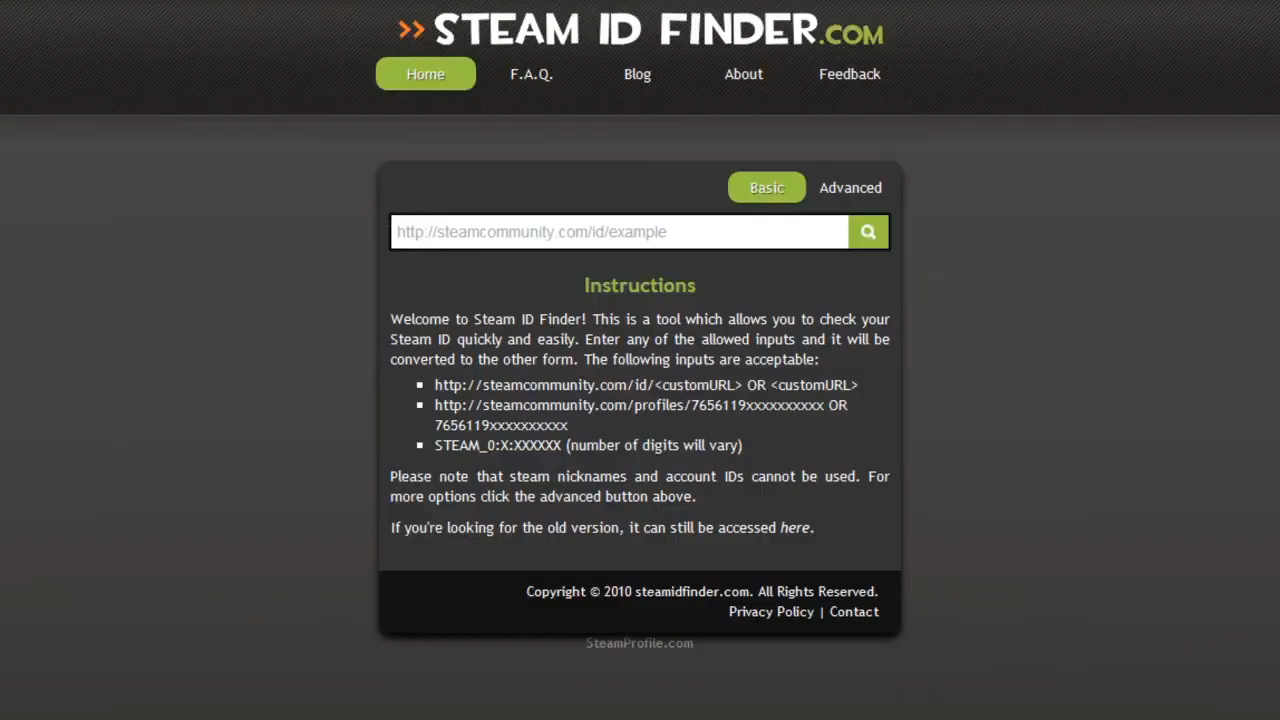 >> STEAM ID FINDER.COM
Home F.A.Q. Blog About Feedback
Basic Advanced
http://steamcommunity.com/id/example
Instructions
Welcome to Steam ID Finder! This is a tool which allows you to check your
Steam ID quickly and easily. Enter any of the allowed inputs and it will be
converted to the other form. The following inputs are acceptable:
http://steamcommunity.com/id/<customURL> OR <customURL>
http://steamcommunity.com/profiles/7656119xxxxxxxxxx OR
7656119xxxxxxxxxx
STEAM_0:X:XXXXXX (number of digits will vary)
Please note that steam nicknames and account IDs cannot be used. For
more options click the advanced button above.
If you're looking for the old version, it can still be accessed here.
Copyright © 2010 steamidfinder.com. All Rights Reserved.
Privacy Policy | Contact
SteamProfile.com